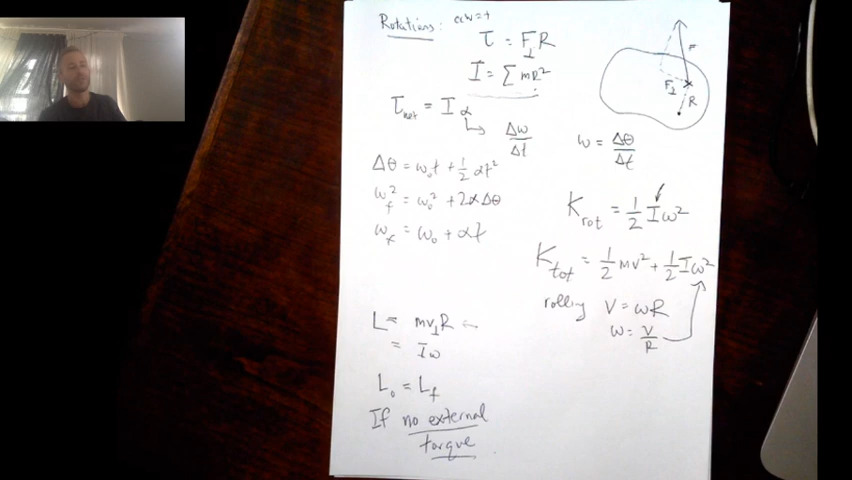 Rotations: ccw = +
τ = F⊥R
I = ∑ mR²
τnet = I α
Δω
Δt
Δθ = ω₀t + 1/2 αt²
ωf² = ω₀² + 2αΔθ
ωf = ω₀ + αt
L = mv⊥R
= Iω
L₀ = Lf
If no external
torque
F
F⊥
R
ω = Δθ/Δt
Krot = 1/2 Iω²
Ktot = 1/2 mv² + 1/2 Iω²
rolling V = ωR
ω = V/R